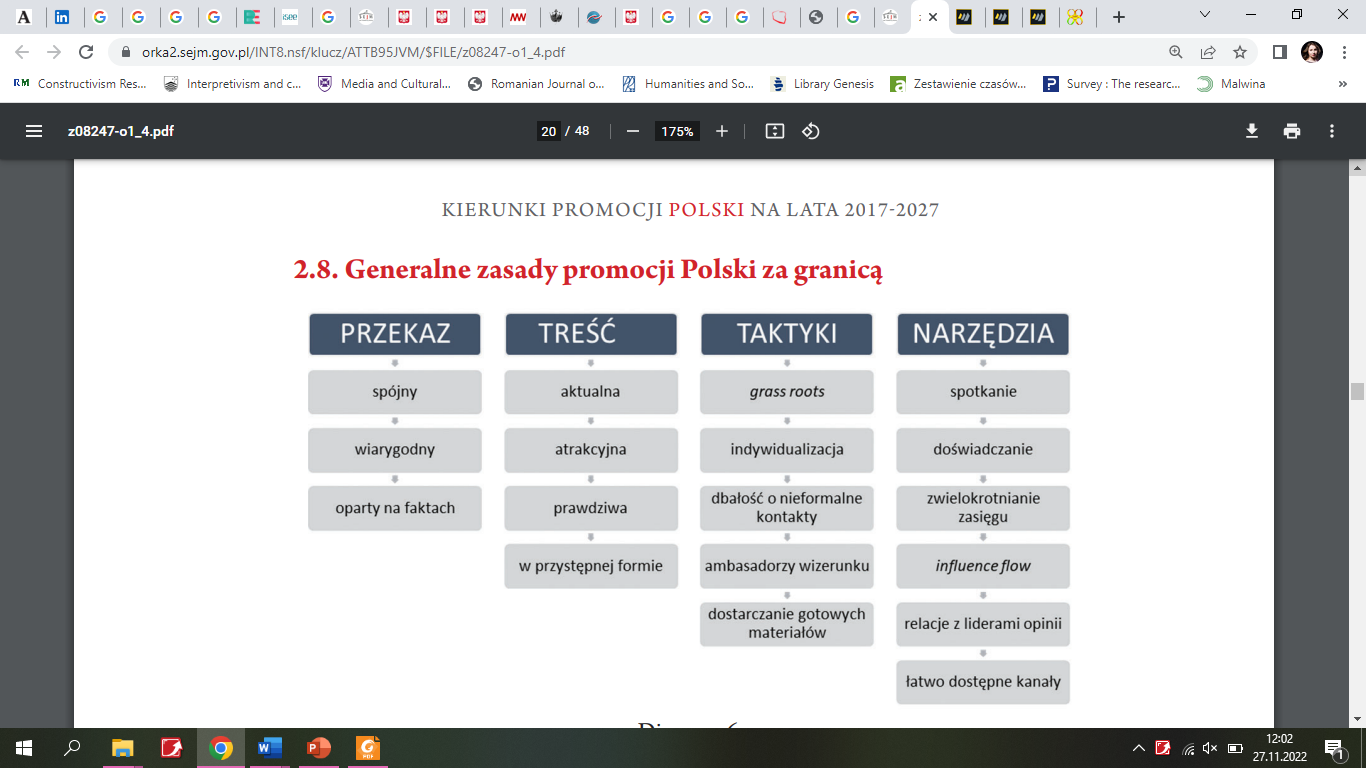 orka2.sejm.gov.pl/INT8.nsf/klucz/ATTB95JVM/$FILE/z08247-o1_4.pdf
Constructivism Res... Interpretivism and c... Media and Cultural... Romanian Journal o... Humanities and So... Library Genesis Zestawienie czasów... Survey : The researc... Malwina »
z08247-o1_4.pdf 20 / 48 175%
KIERUNKI PROMOCJI POLSKI NA LATA 2017-2027
2.8. Generalne zasady promocji Polski za granicą
PRZEKAZ
spójny
wiarygodny
oparty na faktach
TREŚĆ
aktualna
atrakcyjna
prawdziwa
w przystępnej formie
TAKTYKI
grass roots
indywidualizacja
dbałość o nieformalne
kontakty
ambasadorzy wizerunku
dostarczanie gotowych
materiałów
NARZĘDZIA
spotkanie
doświadczanie
zwielokrotnianie
zasięgu
influence flow
relacje z liderami opinii
łatwo dostępne kanały
12:02
27.11.2022